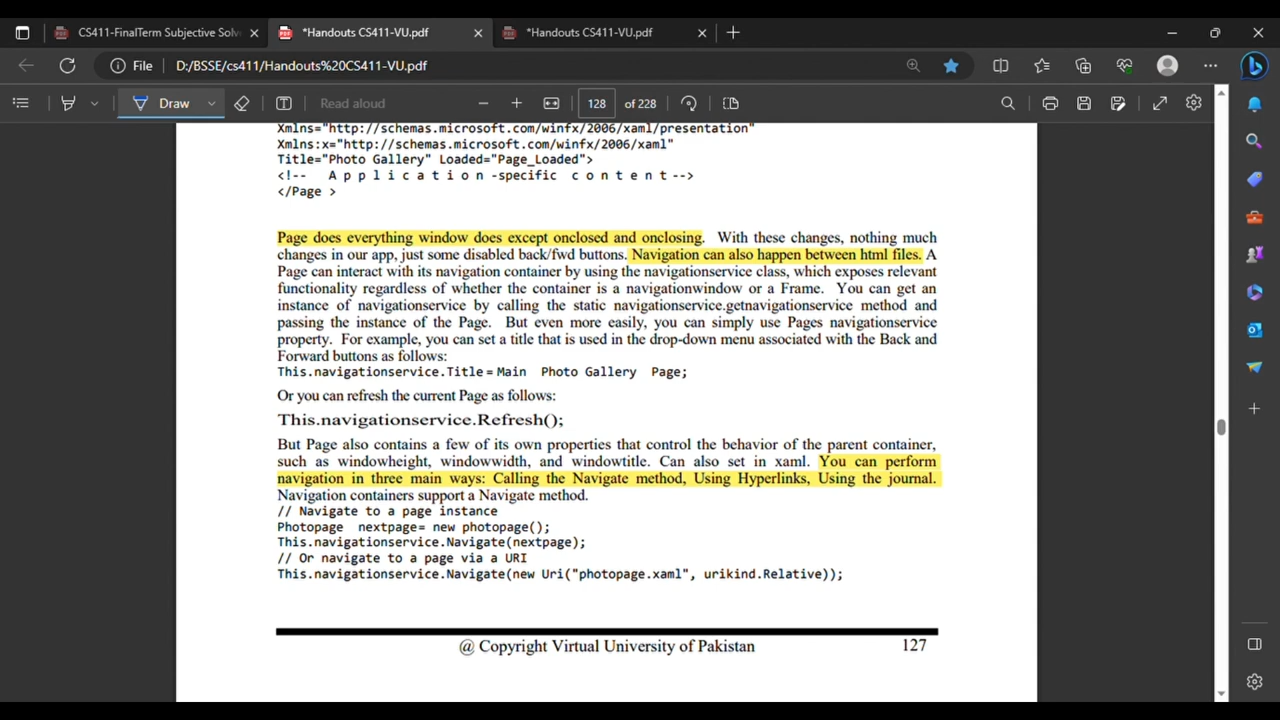 CS411-FinalTerm Subjective Solv
*Handouts CS411-VU.pdf
*Handouts CS411-VU.pdf
File
D:/BSSE/cs411/Handouts%20CS411-VU.pdf
Draw
Read aloud
128
of 228
Xmlns="http://schemas.microsoft.com/winfx/2006/xaml/presentation"
Xmlns:x="http://schemas.microsoft.com/winfx/2006/xaml"
Title="Photo Gallery" Loaded="Page_Loaded">
<!-- A p p l i c a t i o n -specific c o n t e n t -->
</Page >
Page does everything window does except onclosed and onclosing. With these changes, nothing much
changes in our app, just some disabled back/fwd buttons. Navigation can also happen between html files. A
Page can interact with its navigation container by using the navigationservice class, which exposes relevant
functionality regardless of whether the container is a navigationwindow or a Frame. You can get an
instance of navigationservice by calling the static navigationservice.getnavigationservice method and
passing the instance of the Page. But even more easily, you can simply use Pages navigationservice
property. For example, you can set a title that is used in the drop-down menu associated with the Back and
Forward buttons as follows:
This.navigationservice.Title = Main Photo Gallery Page;
Or you can refresh the current Page as follows:
This.navigationservice.Refresh();
But Page also contains a few of its own properties that control the behavior of the parent container,
such as windowheight, windowwidth, and windowtitle. Can also set in xaml. You can perform
navigation in three main ways: Calling the Navigate method, Using Hyperlinks, Using the journal.
Navigation containers support a Navigate method.
// Navigate to a page instance
Photopage nextpage= new photopage();
This.navigationservice.Navigate(nextpage);
// Or navigate to a page via a URI
This.navigationservice.Navigate(new Uri("photopage.xaml", urikind.Relative));
@ Copyright Virtual University of Pakistan
127